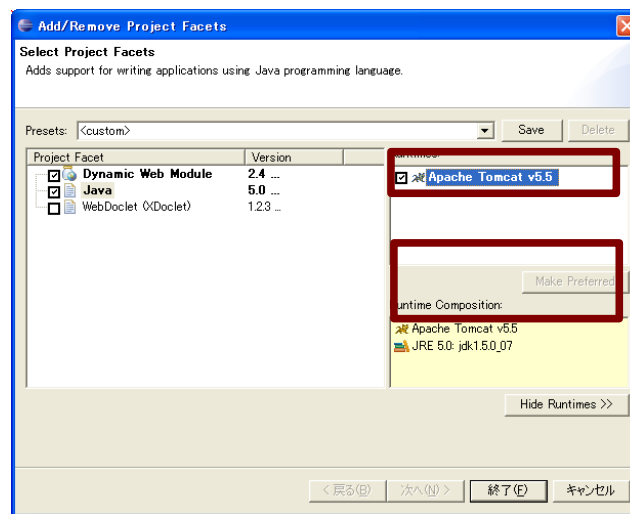 Add/Remove Project Facets
Select Project Facets
Adds support for writing applications using Java programming language.
Presets: <custom> Save Delete
Project Facet Version
Dynamic Web Module 2.4 ...
Java 5.0 ...
WebDoclet (XDoclet) 1.2.3 ...
Apache Tomcat v5.5
Make Preferred
Runtime Composition:
Apache Tomcat v5.5
JRE 5.0: jdk1.5.0_07
Hide Runtimes >>
< 戻る(B) 次へ(N) > 終了(F) キャンセル